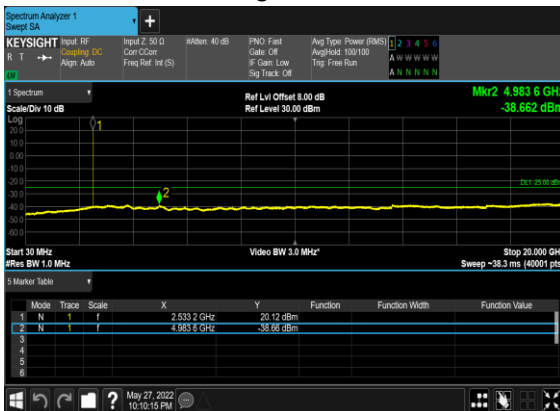 Spectrum Analyzer 1
Swept SA
KEYSIGHT Input: RF Input Z: 50 Ω #Atten: 40 dB PNO: Fast Avg Type: Power (RMS) 1 2 3 4 5 6
R T Coupling: DC Corr CCorr Gate: Off Avg|Hold: 100/100 A W W W W W
Align: Auto Freq Ref: Int (S) IF Gain: Low Trig: Free Run
LV Sig Track: Off A N N N N N
1 Spectrum Mkr2 4.983 6 GHz
Scale/Div 10 dB Ref Lvl Offset 8.00 dB -38.662 dBm
Log Ref Level 30.00 dBm
1
20.0
10.0
0.00
-10.0
-20.0
DL1 -25.00 dBm
-30.0
2
-40.0
-50.0
-60.0
Start 30 MHz Video BW 3.0 MHz* Stop 20.000 GH
#Res BW 1.0 MHz Sweep ~38.3 ms (40001 pts
5 Marker Table
Mode Trace Scale X Y Function Function Width Function Value
1 N 1 f 2.533 2 GHz 20.12 dBm
2 N 1 f 4.983 6 GHz -38.66 dBm
3
4
5
6
? May 27, 2022
10:10:15 PM